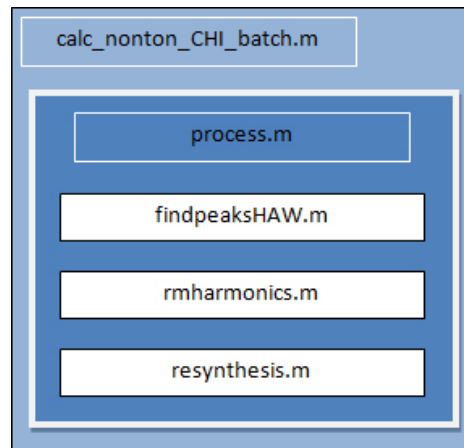 calc_nonton_CHI_batch.m
process.m
findpeaksHAW.m
rmharmonics.m
resynthesis.m